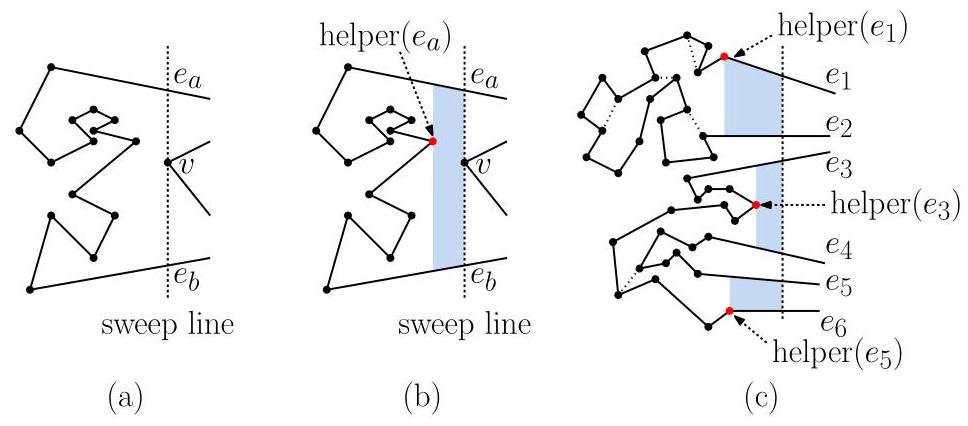 e_a
v
e_b
sweep line
(a)
helper(e_a)
e_a
v
e_b
sweep line
(b)
helper(e_1)
e_1
e_2
e_3
helper(e_3)
e_4
e_5
e_6
helper(e_5)
(c)